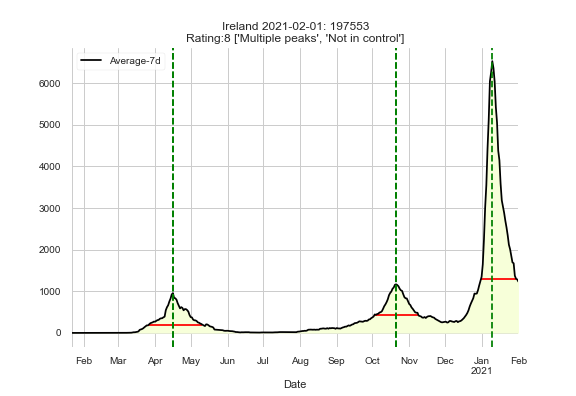 Ireland 2021-02-01: 197553
Rating:8 ['Multiple peaks', 'Not in control']
Average-7d
6000
5000
4000
3000
2000
1000
0
Feb Mar Apr May Jun Jul Aug Sep Oct Nov Dec Jan Feb
2021
Date